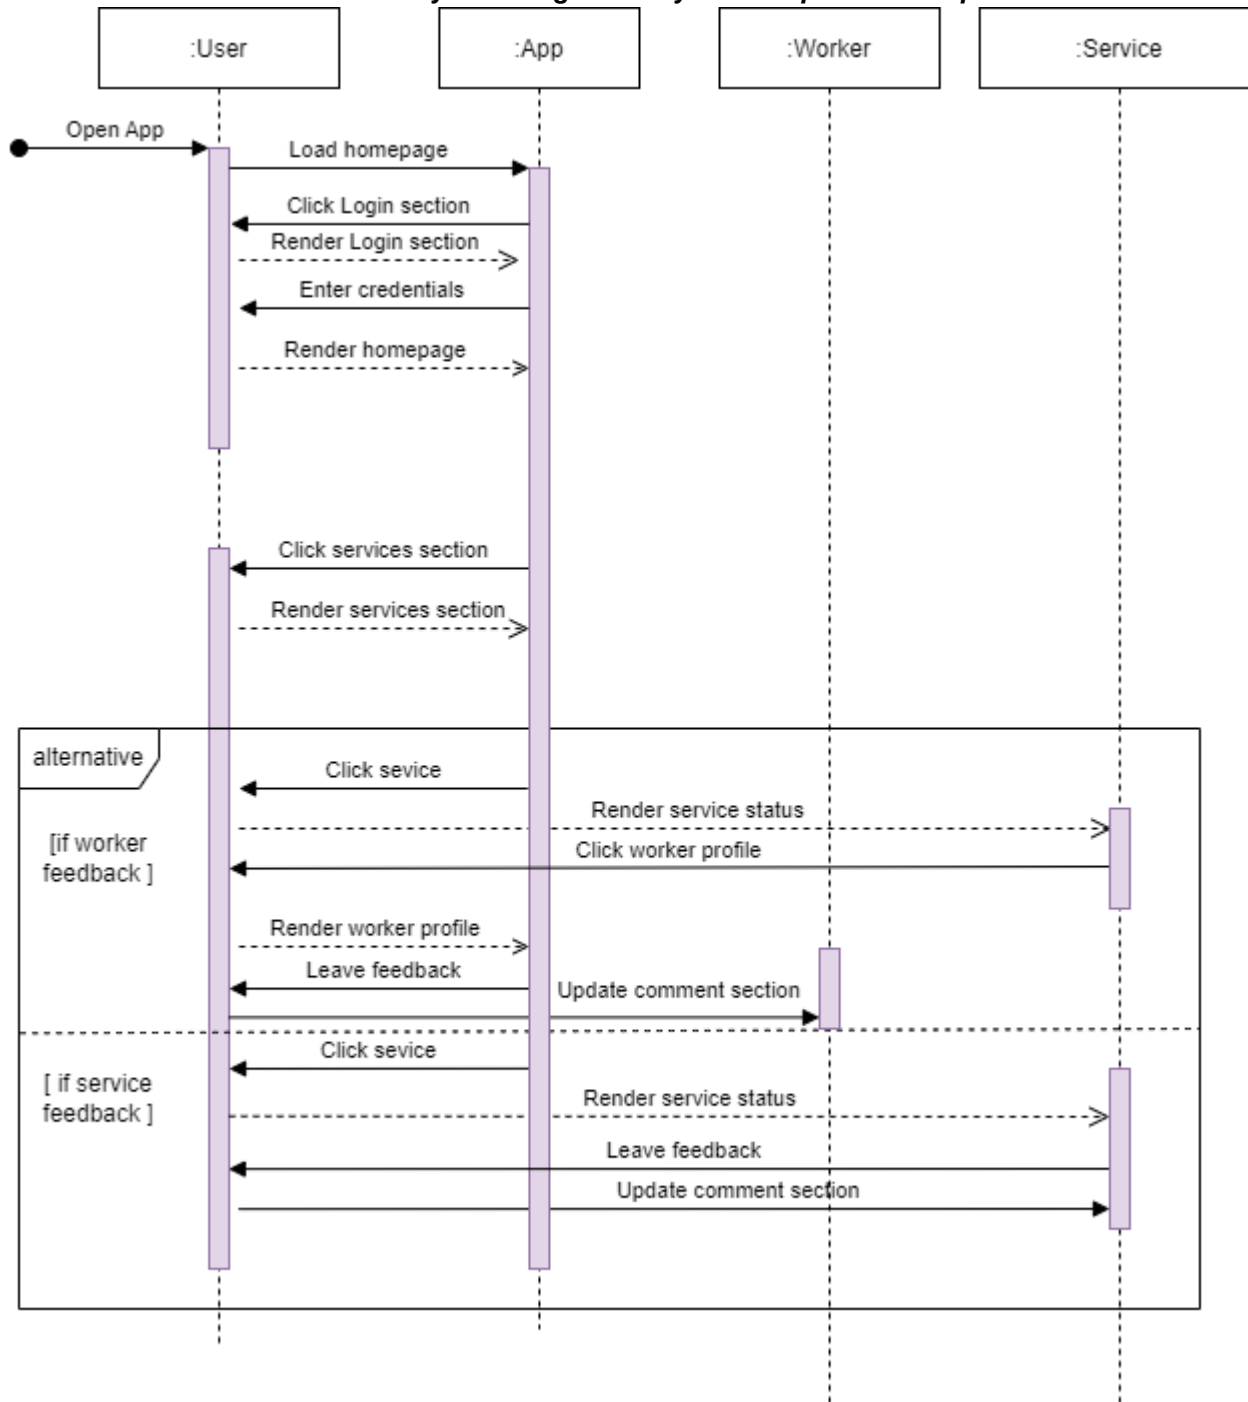 :User
:App
:Worker
:Service
Open App
Load homepage
Click Login section
Render Login section
Enter credentials
Render homepage
Click services section
Render services section
alternative
Click sevice
Render service status
[if worker
feedback ]
Click worker profile
Render worker profile
Leave feedback
Update comment section
Click sevice
[ if service
feedback ]
Render service status
Leave feedback
Update comment section